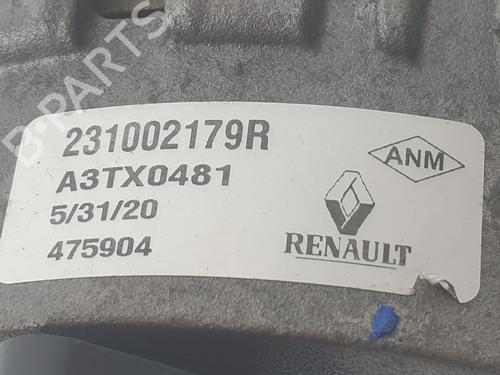 B-PARTS
231002179R
A3TX0481
5/31/20
475904
ANM
RENAULT